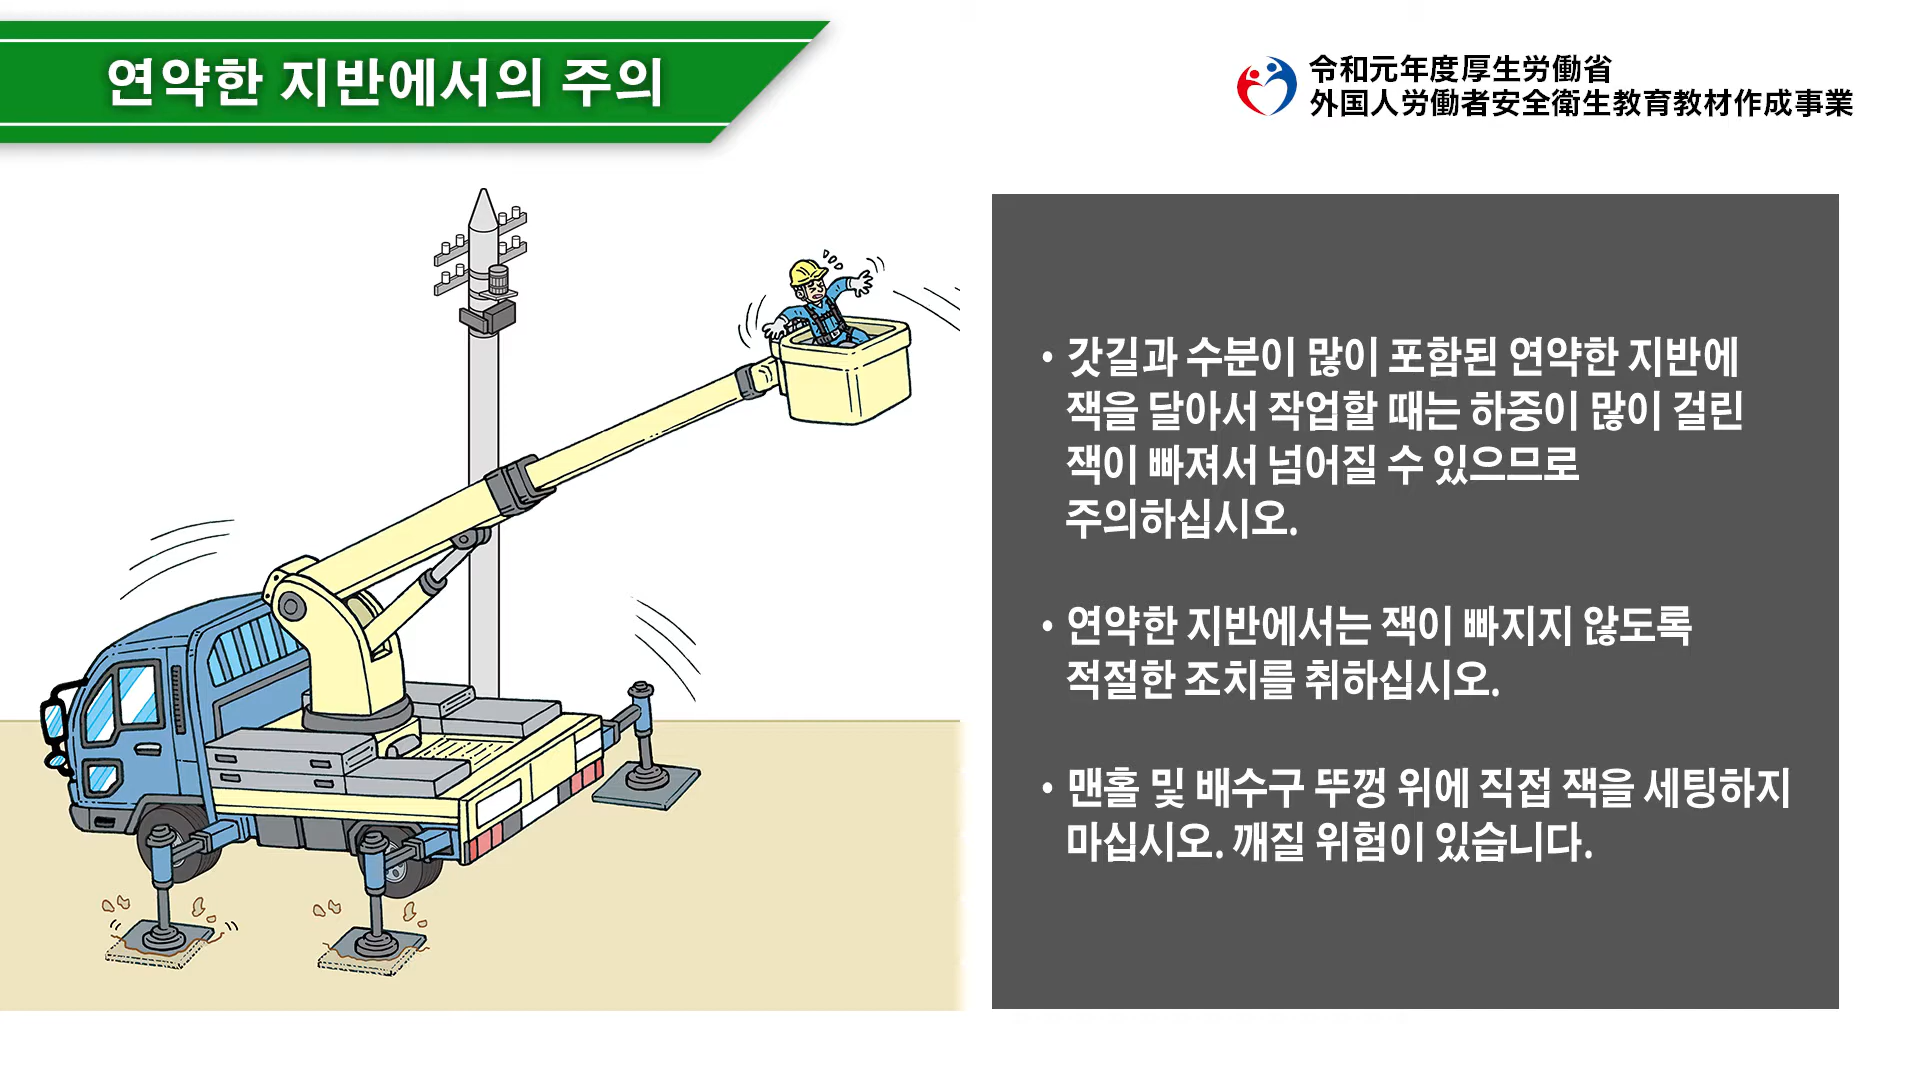 연약한 지반에서의 주의
令和元年度厚生労働省
外国人労働者安全衛生教育教材作成事業
• 갓길과 수분이 많이 포함된 연약한 지반에
잭을 달아서 작업할 때는 하중이 많이 걸린
잭이 빠져서 넘어질 수 있으므로
주의하십시오.
• 연약한 지반에서는 잭이 빠지지 않도록
적절한 조치를 취하십시오.
• 맨홀 및 배수구 뚜껑 위에 직접 잭을 세팅하지
마십시오. 깨질 위험이 있습니다.